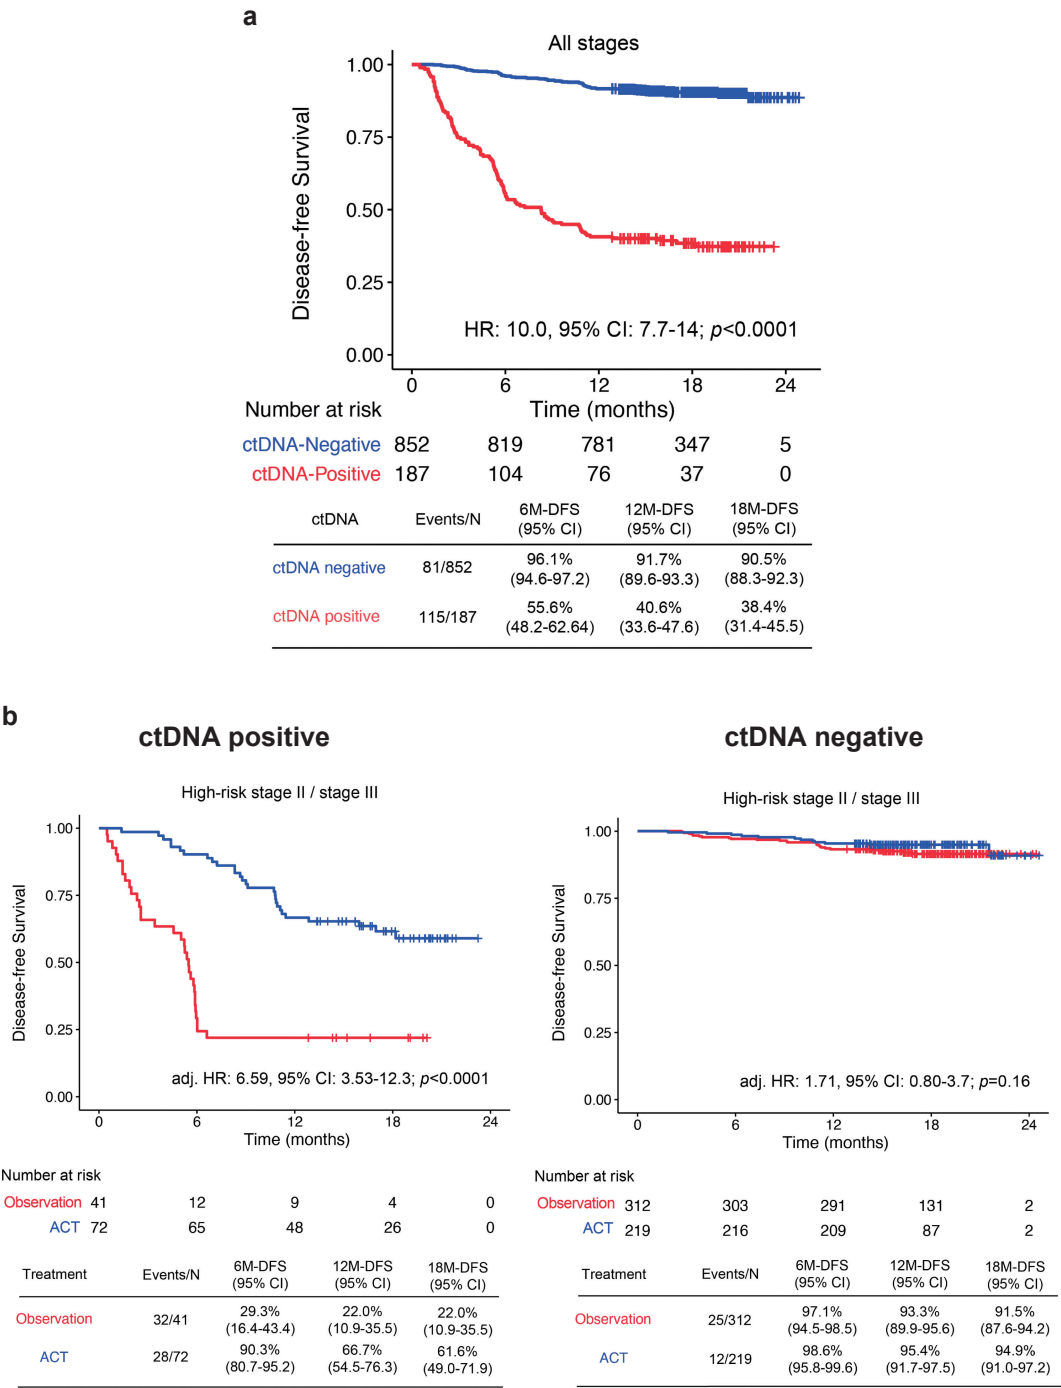 a
All stages
1.00
0.75
0.50
0.25
0.00
Disease-free Survival
HR: 10.0, 95% CI: 7.7-14; p<0.0001
0 6 12 18 24
Number at risk Time (months)
ctDNA-Negative 852 819 781 347 5
ctDNA-Positive 187 104 76 37 0
ctDNA Events/N 6M-DFS (95% CI) 12M-DFS (95% CI) 18M-DFS (95% CI)
ctDNA negative 81/852 96.1% (94.6-97.2) 91.7% (89.6-93.3) 90.5% (88.3-92.3)
ctDNA positive 115/187 55.6% (48.2-62.64) 40.6% (33.6-47.6) 38.4% (31.4-45.5)
b
ctDNA positive
High-risk stage II / stage III
1.00
0.75
0.50
0.25
0.00
Disease-free Survival
adj. HR: 6.59, 95% CI: 3.53-12.3; p<0.0001
0 6 12 18 24
Time (months)
Number at risk
Observation 41 12 9 4 0
ACT 72 65 48 26 0
Treatment Events/N 6M-DFS (95% CI) 12M-DFS (95% CI) 18M-DFS (95% CI)
Observation 32/41 29.3% (16.4-43.4) 22.0% (10.9-35.5) 22.0% (10.9-35.5)
ACT 28/72 90.3% (80.7-95.2) 66.7% (54.5-76.3) 61.6% (49.0-71.9)
ctDNA negative
High-risk stage II / stage III
1.00
0.75
0.50
0.25
0.00
Disease-free Survival
adj. HR: 1.71, 95% CI: 0.80-3.7; p=0.16
0 6 12 18 24
Time (months)
Number at risk
Observation 312 303 291 131 2
ACT 219 216 209 87 2
Treatment Events/N 6M-DFS (95% CI) 12M-DFS (95% CI) 18M-DFS (95% CI)
Observation 25/312 97.1% (94.5-98.5) 93.3% (89.9-95.6) 91.5% (87.6-94.2)
ACT 12/219 98.6% (95.8-99.6) 95.4% (91.7-97.5) 94.9% (91.0-97.2)